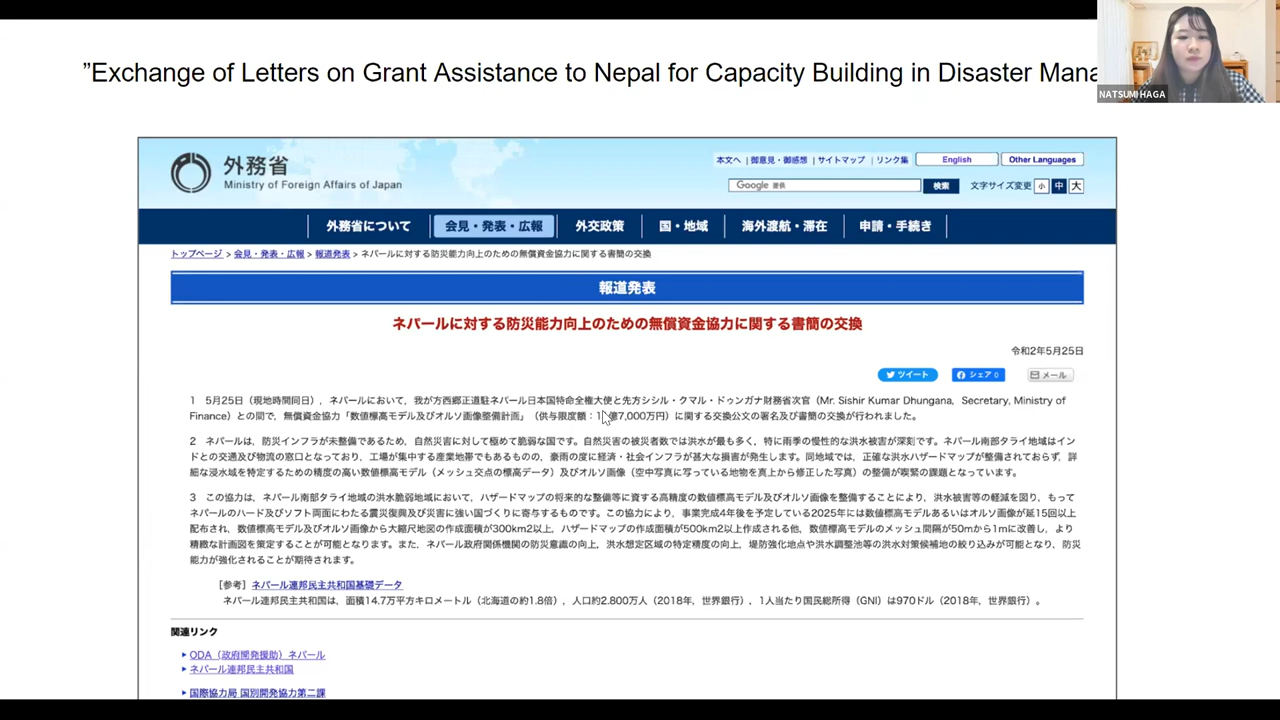 ”Exchange of Letters on Grant Assistance to Nepal for Capacity Building in Disaster Mana
NATSUMI HAGA
外務省
Ministry of Foreign Affairs of Japan
本文へ | 御意見・御感想 | サイトマップ | リンク集
English
Other Languages
Google 提供
検索
文字サイズ変更 小 中 大
外務省について
会見・発表・広報
外交政策
国・地域
海外渡航・滞在
申請・手続き
トップページ > 会見・発表・広報 > 報道発表 > ネパールに対する防災能力向上のための無償資金協力に関する書簡の交換
報道発表
ネパールに対する防災能力向上のための無償資金協力に関する書簡の交換
令和2年5月25日
ツイート
シェア 0
メール
1 5月25日（現地時間同日），ネパールにおいて，我が方西郷正道駐ネパール日本国特命全権大使と先方シシル・クマル・ドゥンガナ財務省次官（Mr. Sishir Kumar Dhungana, Secretary, Ministry of
Finance）との間で，無償資金協力「数値標高モデル及びオルソ画像整備計画」（供与限度額：1 億7,000万円）に関する交換公文の署名及び書簡の交換が行われました。
2 ネパールは，防災インフラが未整備であるため，自然災害に対して極めて脆弱な国です。自然災害の被災者数では洪水が最も多く，特に雨季の慢性的な洪水被害が深刻です。ネパール南部タライ地域はイン
ドとの交通及び物流の窓口となっており，工場が集中する産業地帯でもあるものの，豪雨の度に経済・社会インフラが甚大な損害が発生します。同地域では，正確な洪水ハザードマップが整備されておらず，詳
細な浸水域を特定するための精度の高い数値標高モデル（メッシュ交点の標高データ）及びオルソ画像（空中写真に写っている地物を真上から修正した写真）の整備が喫緊の課題となっています。
3 この協力は，ネパール南部タライ地域の洪水脆弱地域において，ハザードマップの将来的な整備等に資する高精度の数値標高モデル及びオルソ画像を整備することにより，洪水被害等の軽減を図り，もって
ネパールのハード及びソフト両面にわたる震災復興及び災害に強い国づくりに寄与するものです。この協力により，事業完成4年後を予定している2025年には数値標高モデルあるいはオルソ画像が延15回以上
配布され，数値標高モデル及びオルソ画像から大縮尺地図の作成面積が300km2以上，ハザードマップの作成面積が500km2以上作成される他，数値標高モデルのメッシュ間隔が50mから1mに改善し，より
精緻な計画図を策定することが可能となります。また，ネパール政府関係機関の防災意識の向上，洪水想定区域の特定精度の向上，堤防強化地点や洪水調整池等の洪水対策候補地の絞り込みが可能となり，防災
能力が強化されることが期待されます。
［参考］ネパール連邦民主共和国基礎データ
ネパール連邦民主共和国は，面積14.7万平方キロメートル（北海道の約1.8倍），人口約2.800万人（2018年，世界銀行），1人当たり国民総所得（GNI）は970ドル（2018年，世界銀行）。
関連リンク
ODA（政府開発援助）ネパール
ネパール連邦民主共和国
国際協力局 国別開発協力第二課